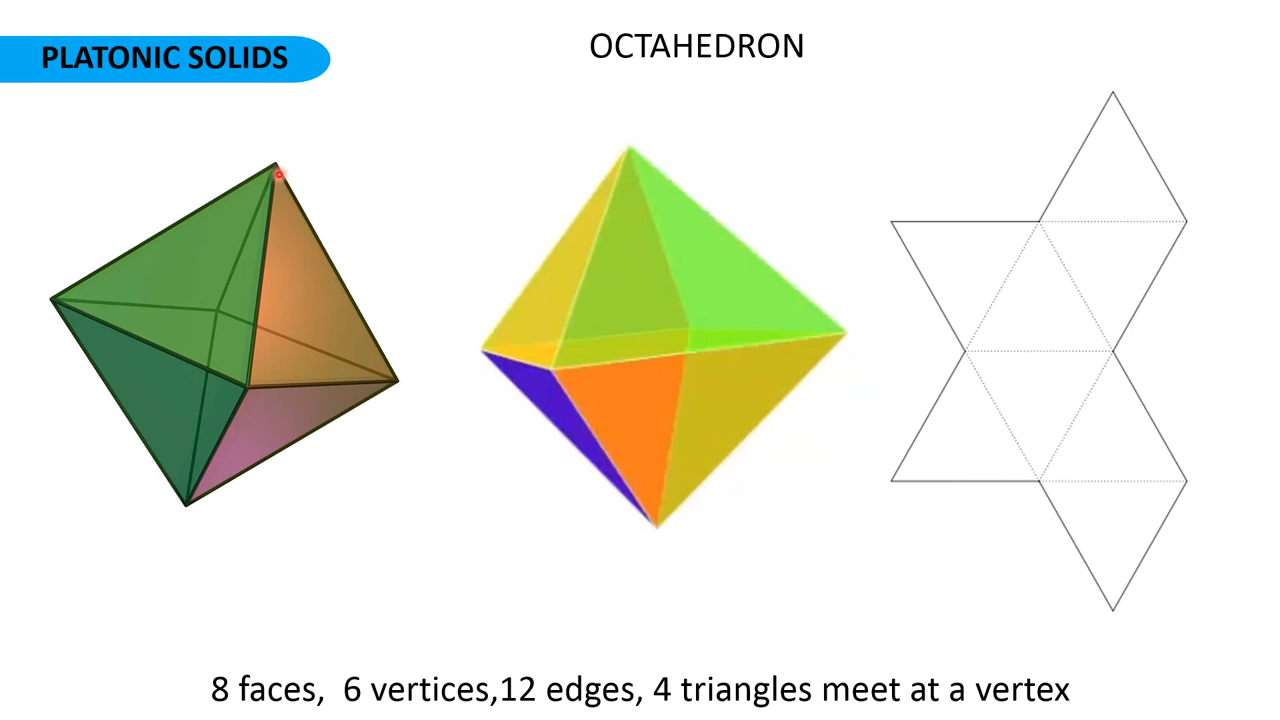 PLATONIC SOLIDS
OCTAHEDRON
8 faces,  6 vertices,12 edges, 4 triangles meet at a vertex